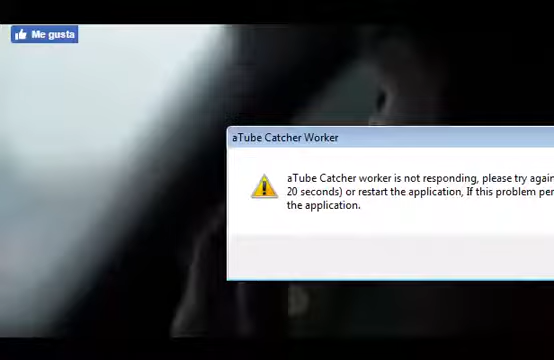 Me gusta
aTube Catcher Worker
aTube Catcher worker is not responding, please try again
20 seconds) or restart the application, If this problem per
the application.